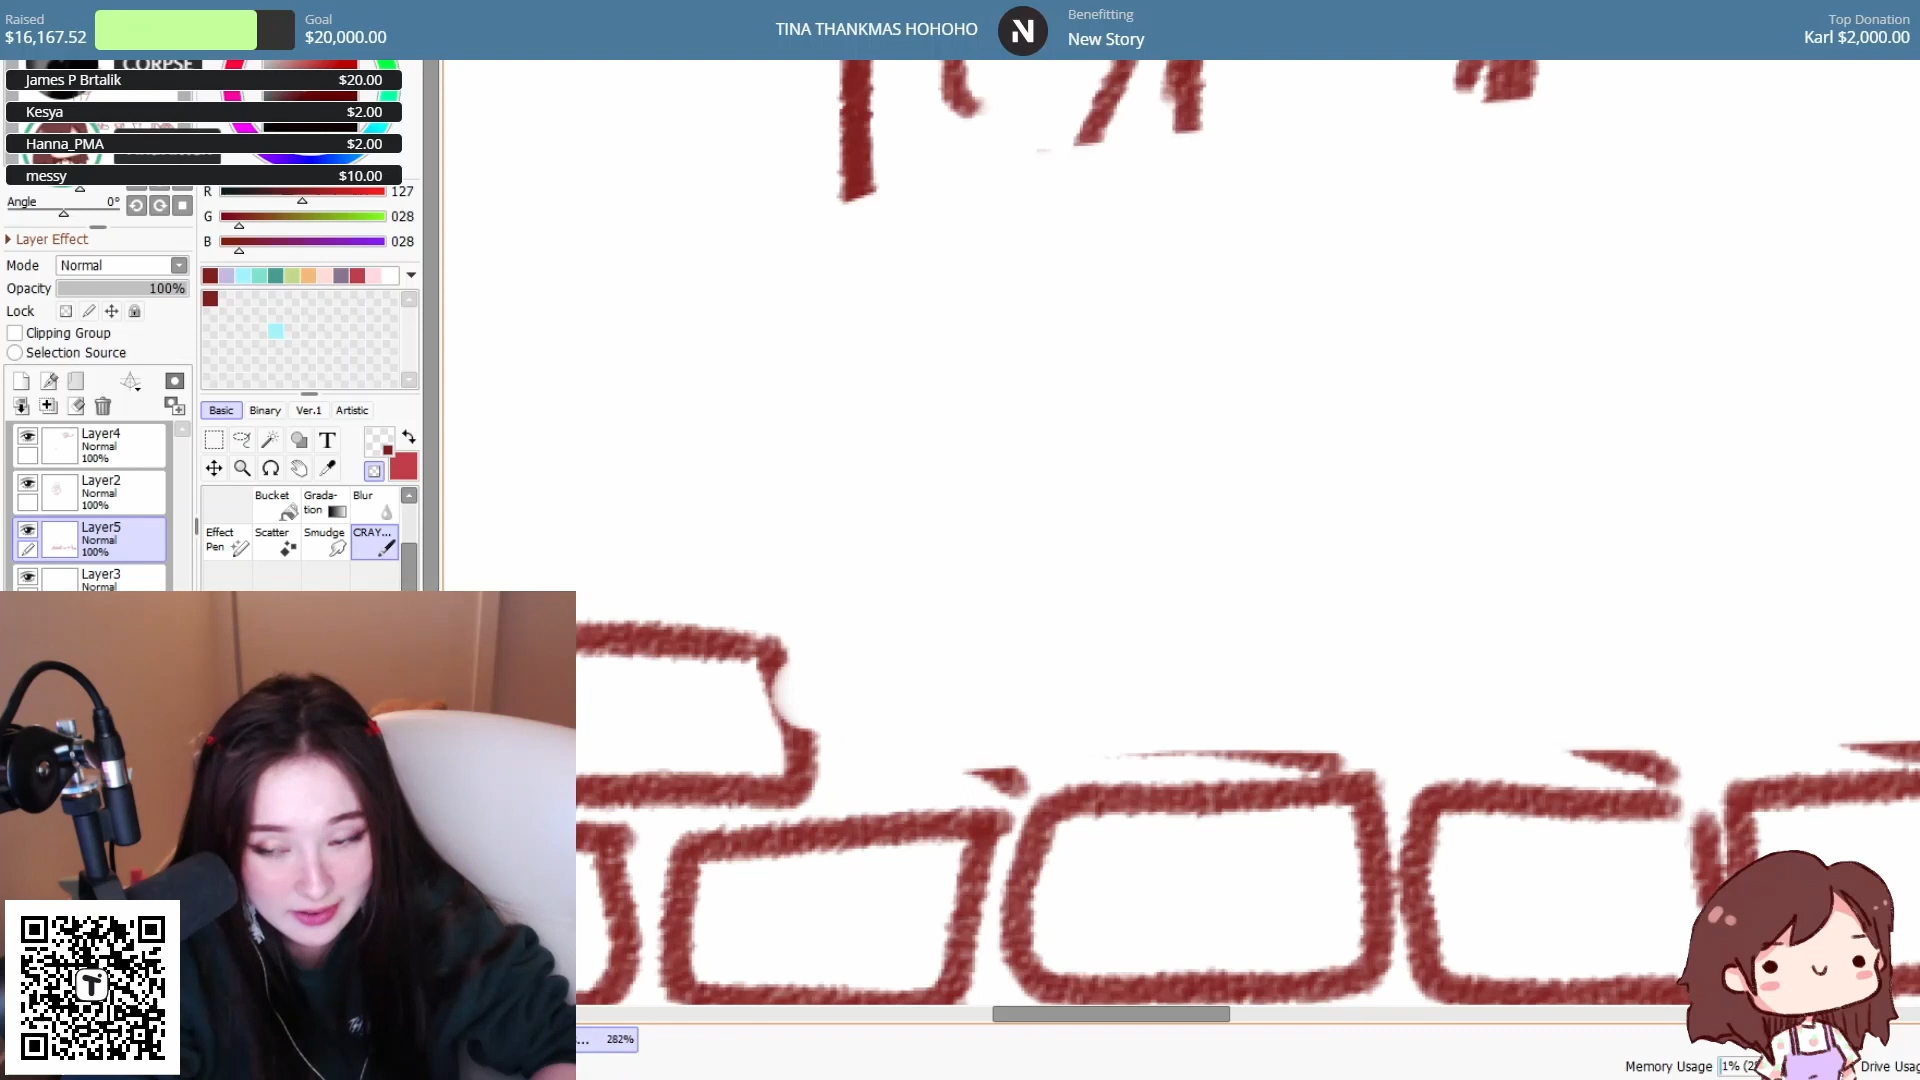 Raised
$16,167.52
Goal
$20,000.00
TINA THANKMAS HOHOHO
Benefitting
New Story
Top Donation
Karl $2,000.00
CORPSE
James P Brtalik $20.00
Kesya $2.00
Hanna_PMA $2.00
messy $10.00
Angle 0°
R 127
G 028
B 028
Layer Effect
Mode Normal
Opacity 100%
Lock
Clipping Group
Selection Source
Basic Binary Ver.1 Artistic
Layer4
Normal
100%
Layer2
Normal
100%
Layer5
Normal
100%
Layer3
Normal
Bucket
Grada-
tion
Blur
Effect
Pen
Scatter
Smudge
CRAY...
... 282%
Memory Usage 1%
Drive Usag